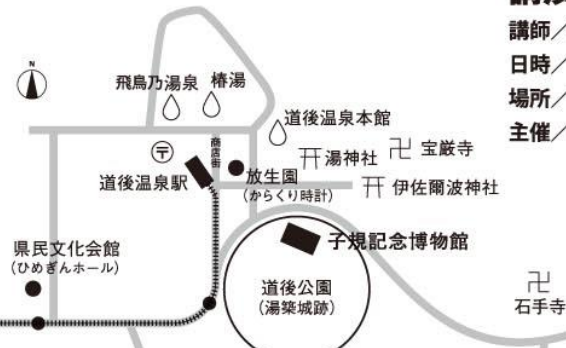 講師／
日時／
場所／
主催／
N
飛鳥乃湯泉
椿湯
道後温泉本館
商店街
湯神社
宝厳寺
道後温泉駅
放生園
（からくり時計）
伊佐爾波神社
子規記念博物館
県民文化会館
（ひめぎんホール）
道後公園
（湯築城跡）
石手寺